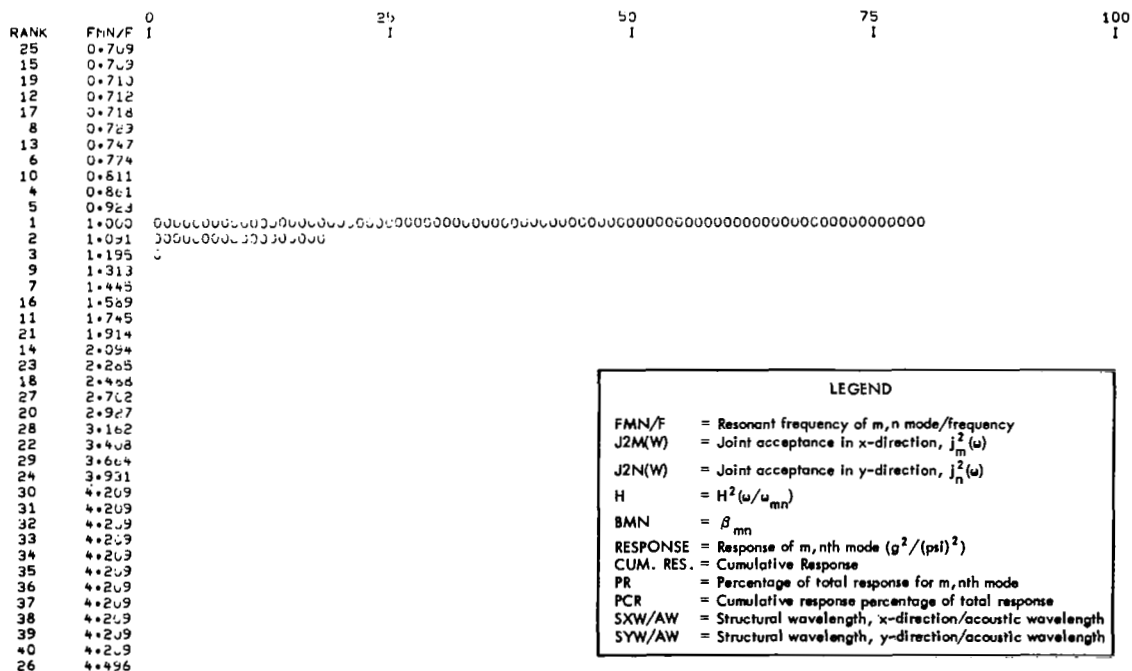 0 25 50 75 100
RANK FMN/F I I I I I
25 0.709
15 0.709
19 0.710
12 0.712
17 0.718
8 0.729
13 0.747
6 0.774
10 0.811
4 0.861
5 0.923
1 1.000
2 1.091
3 1.195
9 1.313
7 1.445
16 1.589
11 1.745
21 1.914
14 2.094
23 2.285
18 2.488
27 2.702
20 2.927
28 3.162
22 3.408
29 3.664
24 3.931
30 4.209
31 4.209
32 4.209
33 4.209
34 4.209
35 4.209
36 4.209
37 4.209
38 4.209
39 4.209
40 4.209
26 4.496
LEGEND
FMN/F = Resonant frequency of m,n mode/frequency
J2M(W) = Joint acceptance in x-direction, j²ₘ(ω)
J2N(W) = Joint acceptance in y-direction, j²ₙ(ω)
H = H²(ω/ωₘₙ)
BMN = βₘₙ
RESPONSE = Response of m,nth mode (g²/(psi)²)
CUM. RES. = Cumulative Response
PR = Percentage of total response for m,nth mode
PCR = Cumulative response percentage of total response
SXW/AW = Structural wavelength, x-direction/acoustic wavelength
SYW/AW = Structural wavelength, y-direction/acoustic wavelength